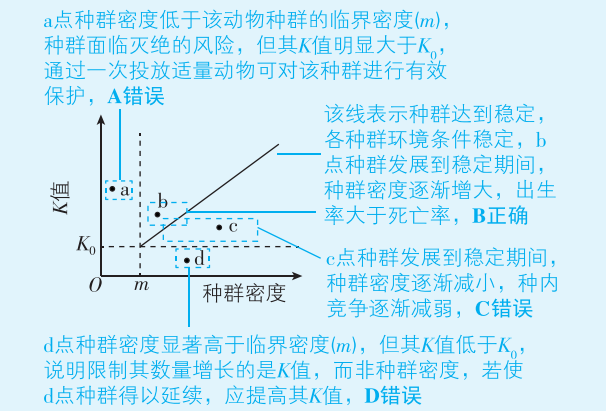 a点种群密度低于该动物种群的临界密度(m),
种群面临灭绝的风险，但其K值明显大于K₀,
通过一次投放适量动物可对该种群进行有效
保护，A错误
该线表示种群达到稳定，
各种群环境条件稳定，b
点种群发展到稳定期间，
种群密度逐渐增大，出生
率大于死亡率，B正确
K值
a
b
c
K₀
d
O
m
种群密度
c点种群发展到稳定期间，
种群密度逐渐减小，种内
竞争逐渐减弱，C错误
d点种群密度显著高于临界密度(m)，但其K值低于K₀,
说明限制其数量增长的是K值，而非种群密度，若使
d点种群得以延续，应提高其K值，D错误